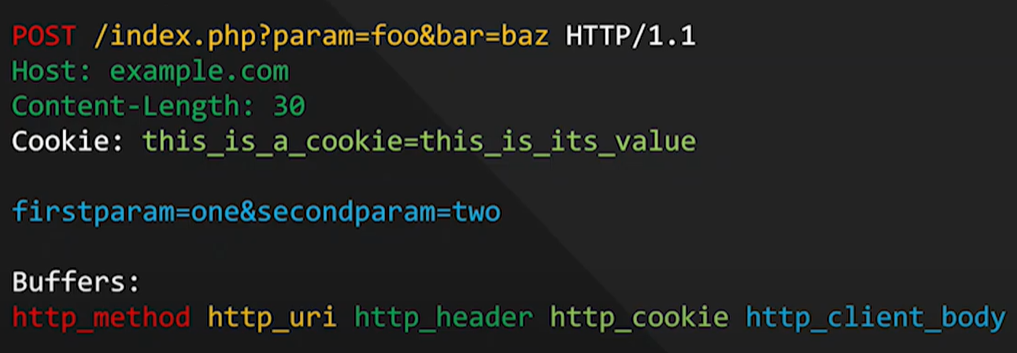 POST /index.php?param=foo&bar=baz HTTP/1.1
Host: example.com
Content-Length: 30
Cookie: this_is_a_cookie=this_is_its_value
firstparam=one&secondparam=two
Buffers:
http_method http_uri http_header http_cookie http_client_body